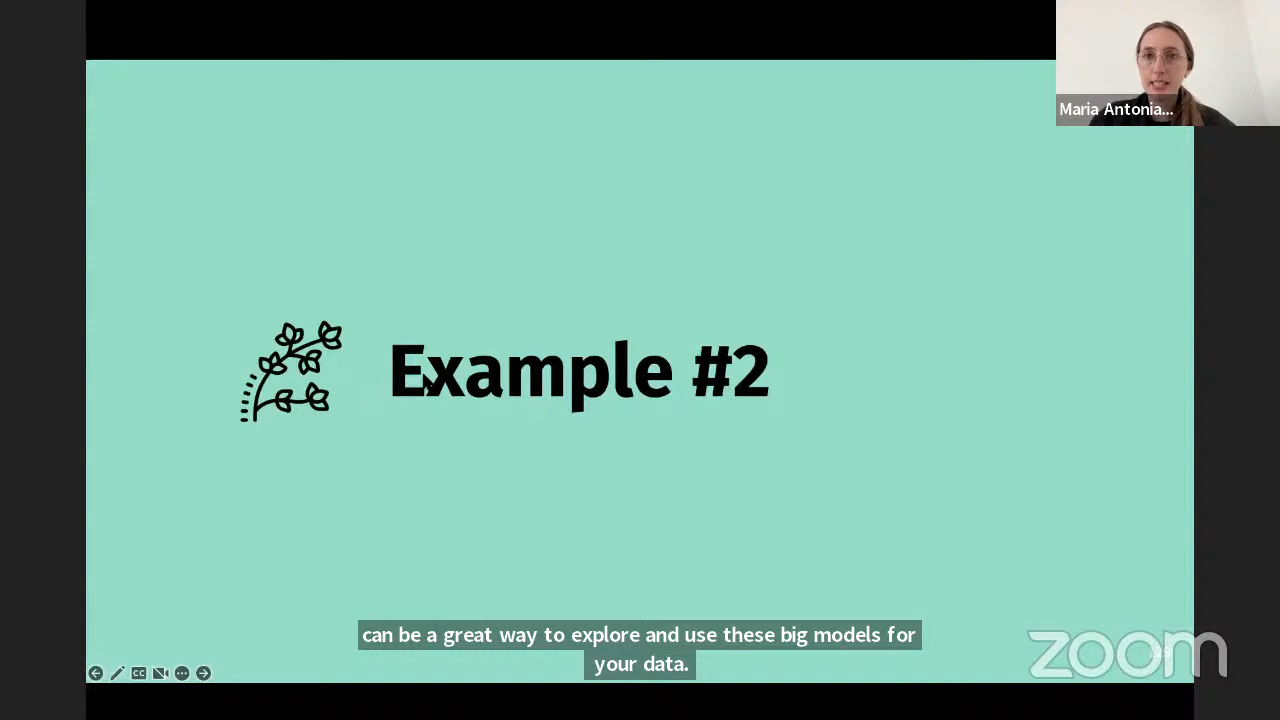 Maria Antonia...
Example #2
can be a great way to explore and use these big models for
your data.
CC
zoom